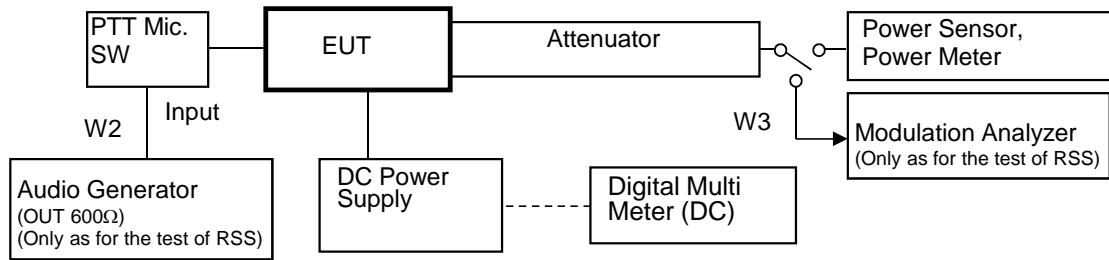 PTT Mic.
SW
EUT
Attenuator
Power Sensor,
Power Meter
W2
Input
W3
Modulation Analyzer
(Only as for the test of RSS)
Audio Generator
(OUT 600Ω)
(Only as for the test of RSS)
DC Power
Supply
Digital Multi
Meter (DC)